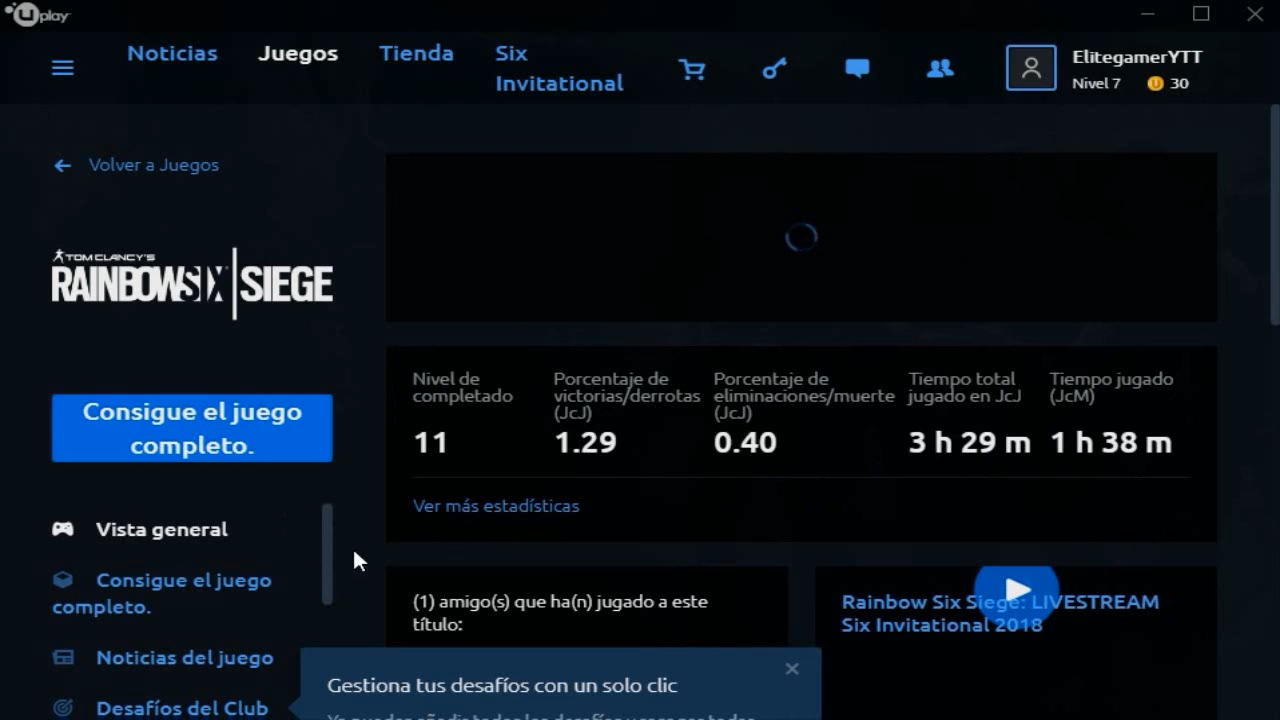 Uplay
Noticias
Juegos
Tienda
Six
Invitational
ElitegamerYTT
Nivel 7
30
Volver a Juegos
TOM CLANCY'S
RAINBOWSIX | SIEGE
Consigue el juego
completo.
Vista general
Consigue el juego
completo.
Noticias del juego
Desafíos del Club
Nivel de
completado
11
Porcentaje de
victorias/derrotas
(JcJ)
1.29
Porcentaje de
eliminaciones/muerte
(JcJ)
0.40
Tiempo total
jugado en JcJ
3 h 29 m
Tiempo jugado
(JcM)
1 h 38 m
Ver más estadísticas
(1) amigo(s) que ha(n) jugado a este
título:
Rainbow Six Siege: LIVESTREAM
Six Invitational 2018
Gestiona tus desafíos con un solo clic